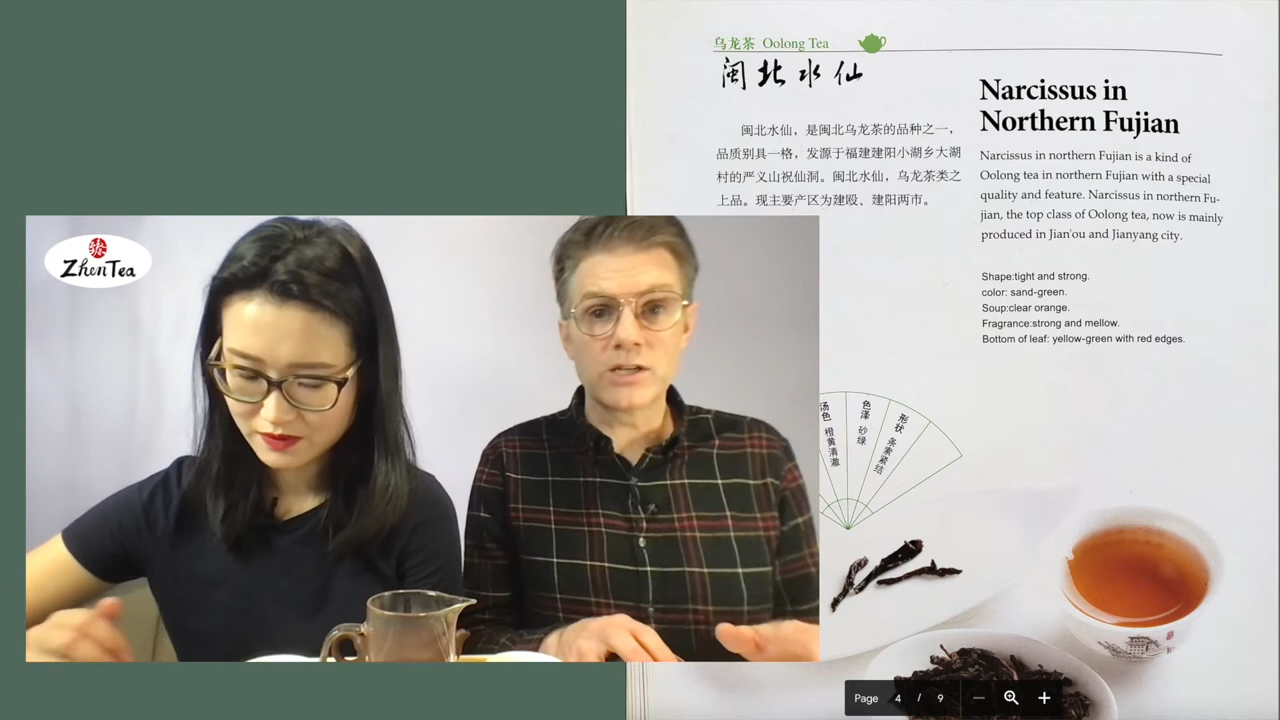 乌龙茶 Oolong Tea
闽北水仙
闽北水仙，是闽北乌龙茶的品种之一，
品质别具一格，发源于福建建阳小湖乡大湖
村的严义山祝仙洞。闽北水仙，乌龙茶类之
上品。现主要产区为建瓯、建阳两市。
Narcissus in
Northern Fujian
Narcissus in northern Fujian is a kind of
Oolong tea in northern Fujian with a special
quality and feature. Narcissus in northern Fu-
jian, the top class of Oolong tea, now is mainly
produced in Jian'ou and Jianyang city.
Shape:tight and strong.
color: sand-green.
Soup:clear orange.
Fragrance:strong and mellow.
Bottom of leaf: yellow-green with red edges.
臻
Zhen Tea
汤色 橙黄清澈
色泽 砂绿
形状 条索紧结
Page 4 / 9